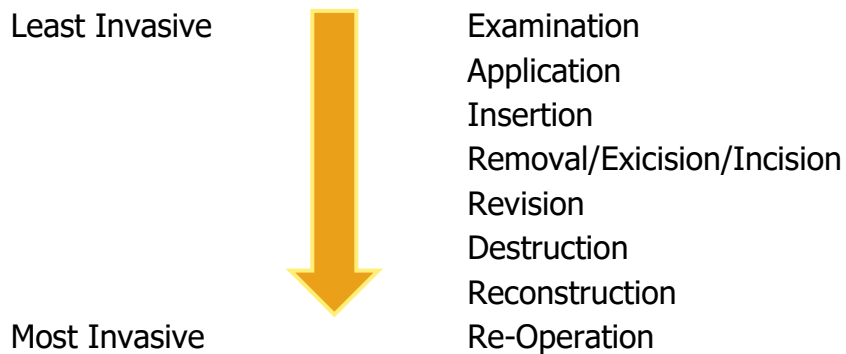 Least Invasive Examination
Application
Insertion
Removal/Exicision/Incision
Revision
Destruction
Reconstruction
Most Invasive Re-Operation